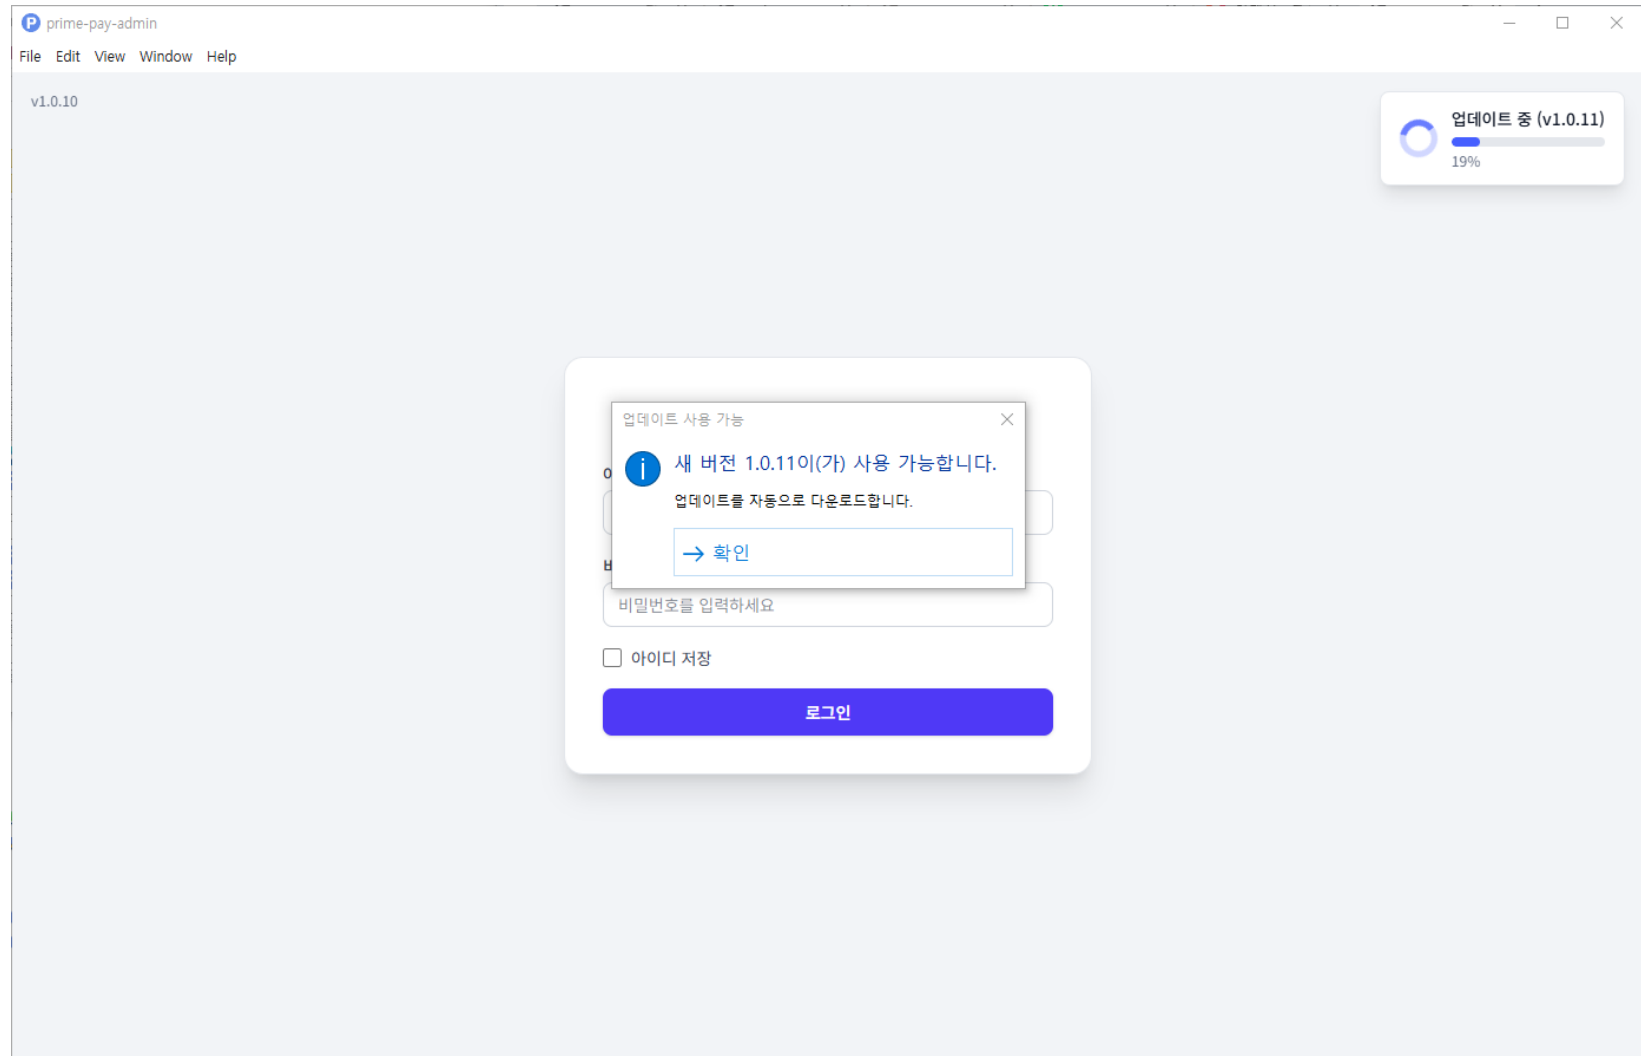 P prime-pay-admin
File Edit View Window Help
v1.0.10
업데이트 중 (v1.0.11)
19%
업데이트 사용 가능
새 버전 1.0.11이(가) 사용 가능합니다.
업데이트를 자동으로 다운로드합니다.
→ 확인
비밀번호를 입력하세요
아이디 저장
로그인